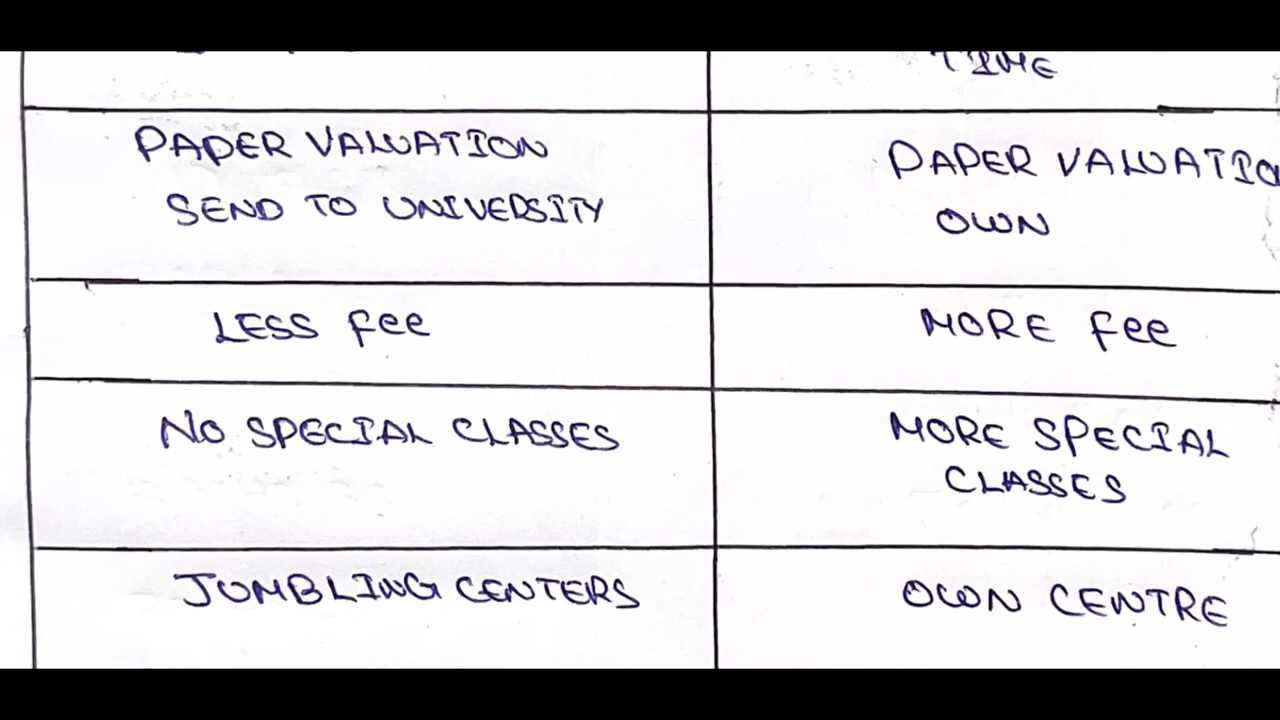 TIME
PAPER VALUATION
SEND TO UNIVERSITY
PAPER VALUATIO
OWN
LESS Fee
MORE Fee
NO SPECIAL CLASSES
MORE SPECIAL
CLASSES
JUMBLING CENTERS
OWN CENTRE